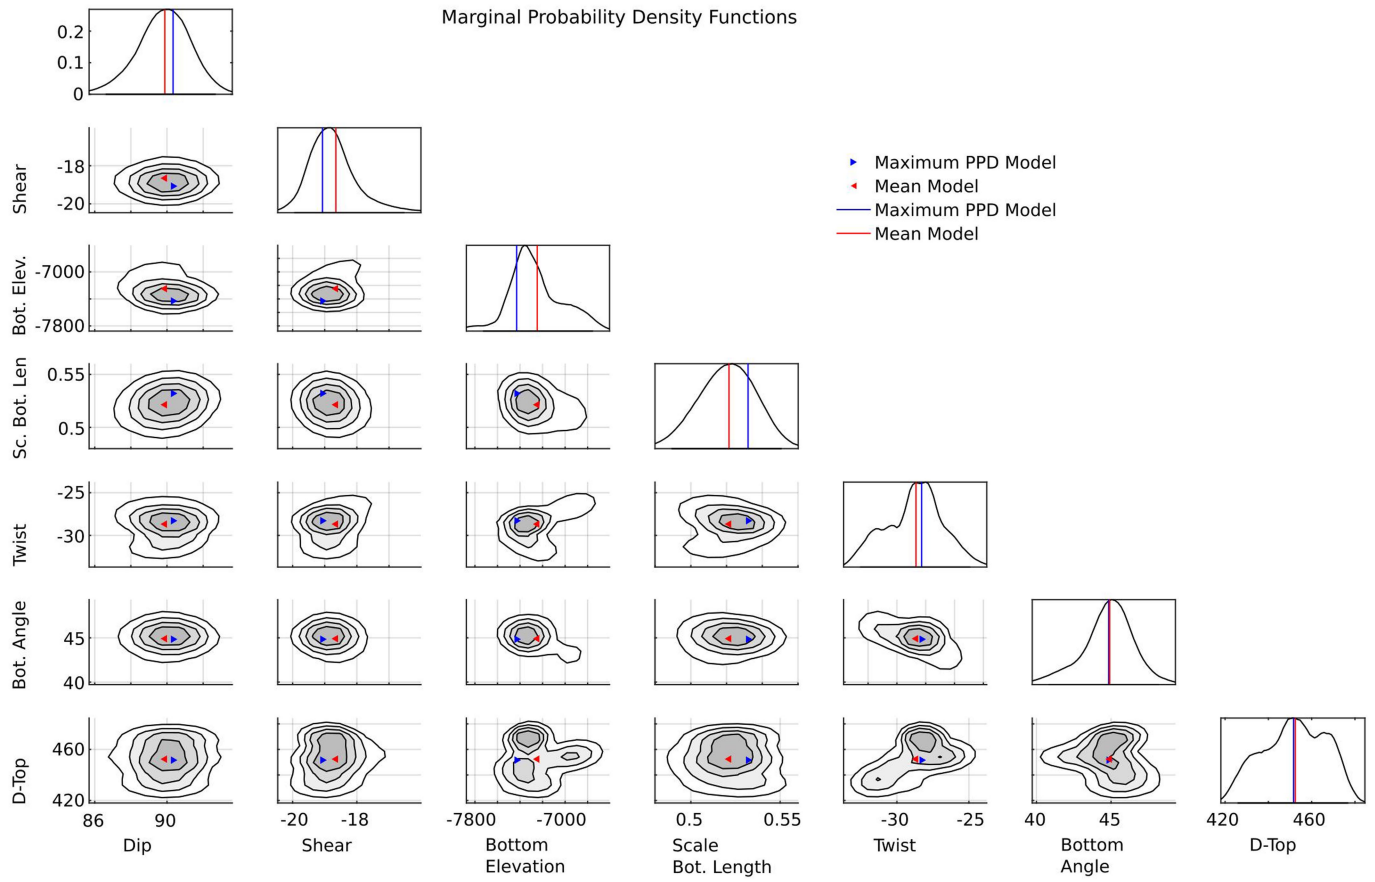 Marginal Probability Density Functions
0.2
0.1
0
Shear
-18
-20
Maximum PPD Model
Mean Model
Maximum PPD Model
Mean Model
Bot. Elev.
-7000
-7800
Sc. Bot. Len
0.55
0.5
Twist
-25
-30
Bot. Angle
45
40
D-Top
460
420
86 90 -20 -18 -7800 -7000 0.5 0.55 -30 -25 40 45 420 460
Dip Shear Bottom Scale Twist Bottom D-Top
Elevation Bot. Length Angle